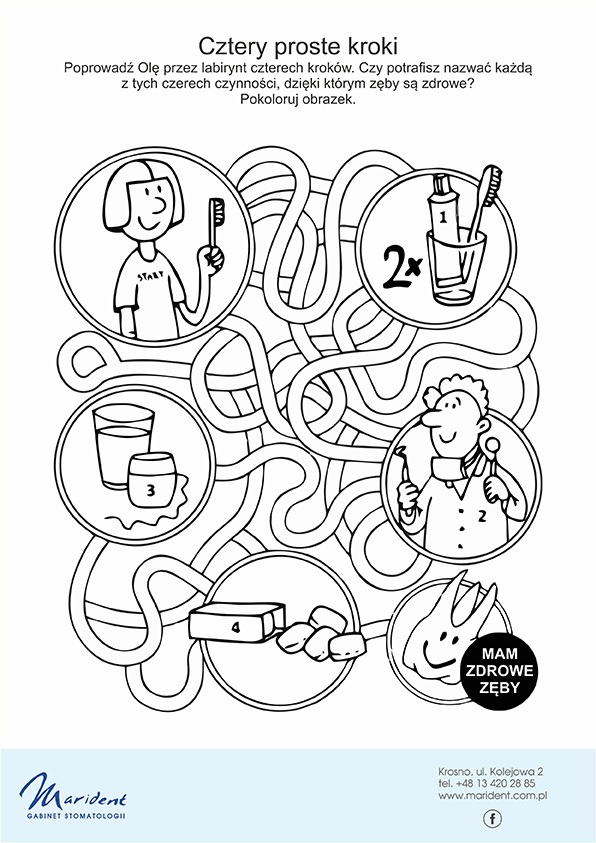 Cztery proste kroki
Poprowadź Olę przez labirynt czterech kroków. Czy potrafisz nazwać każdą
z tych czerech czynności, dzięki którym zęby są zdrowe?
Pokoloruj obrazek.
START
1
2x
3
2
4
MAM
ZDROWE
ZĘBY
Marident
GABINET STOMATOLOGII
Krosno, ul. Kolejowa 2
tel. +48 13 420 28 85
www.marident.com.pl
f